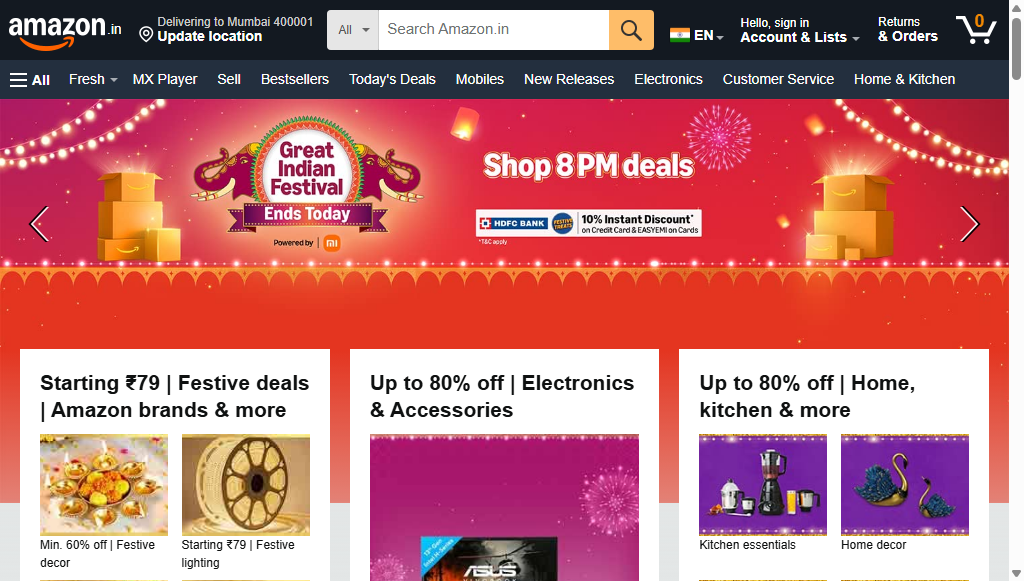 amazon.in
Delivering to Mumbai 400001
Update location
All
Search Amazon.in
EN
Hello, sign in
Account & Lists
Returns
& Orders
0
All
Fresh
MX Player
Sell
Bestsellers
Today's Deals
Mobiles
New Releases
Electronics
Customer Service
Home & Kitchen
Great
Indian
Festival
Ends Today
Powered by
mi
Shop 8PM deals
HDFC BANK
FESTIVE
TREATS
10% Instant Discount*
on Credit Card & EASYEMI on Cards
*T&C apply
Starting ₹79 | Festive deals
| Amazon brands & more
Min. 60% off | Festive
decor
Starting ₹79 | Festive
lighting
Up to 80% off | Electronics
& Accessories
13th Gen
Intel H-Series
ASUS
Up to 80% off | Home,
kitchen & more
Kitchen essentials
Home decor